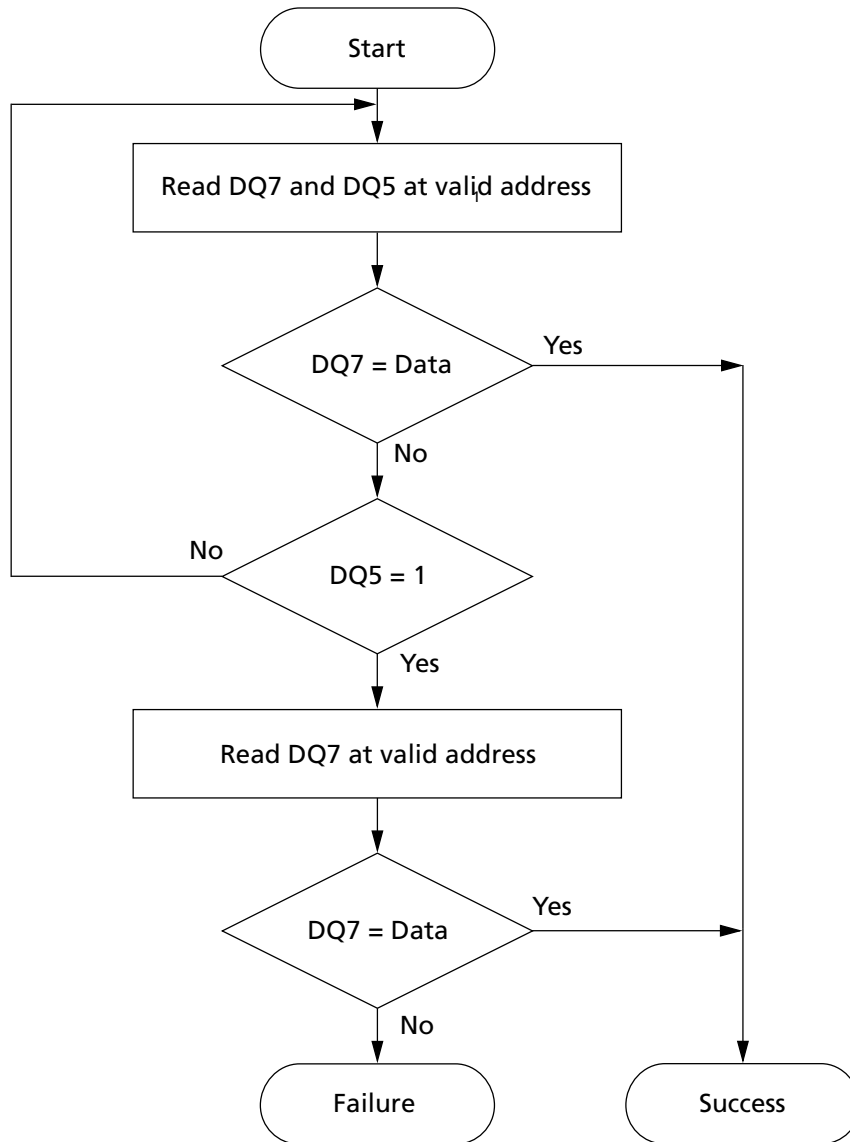 Start
Read DQ7 and DQ5 at valid address
1
DQ7 = Data
Yes
No
No
DQ5 = 1
Yes
Read DQ7 at valid address
DQ7 = Data
Yes
No
Failure
Success